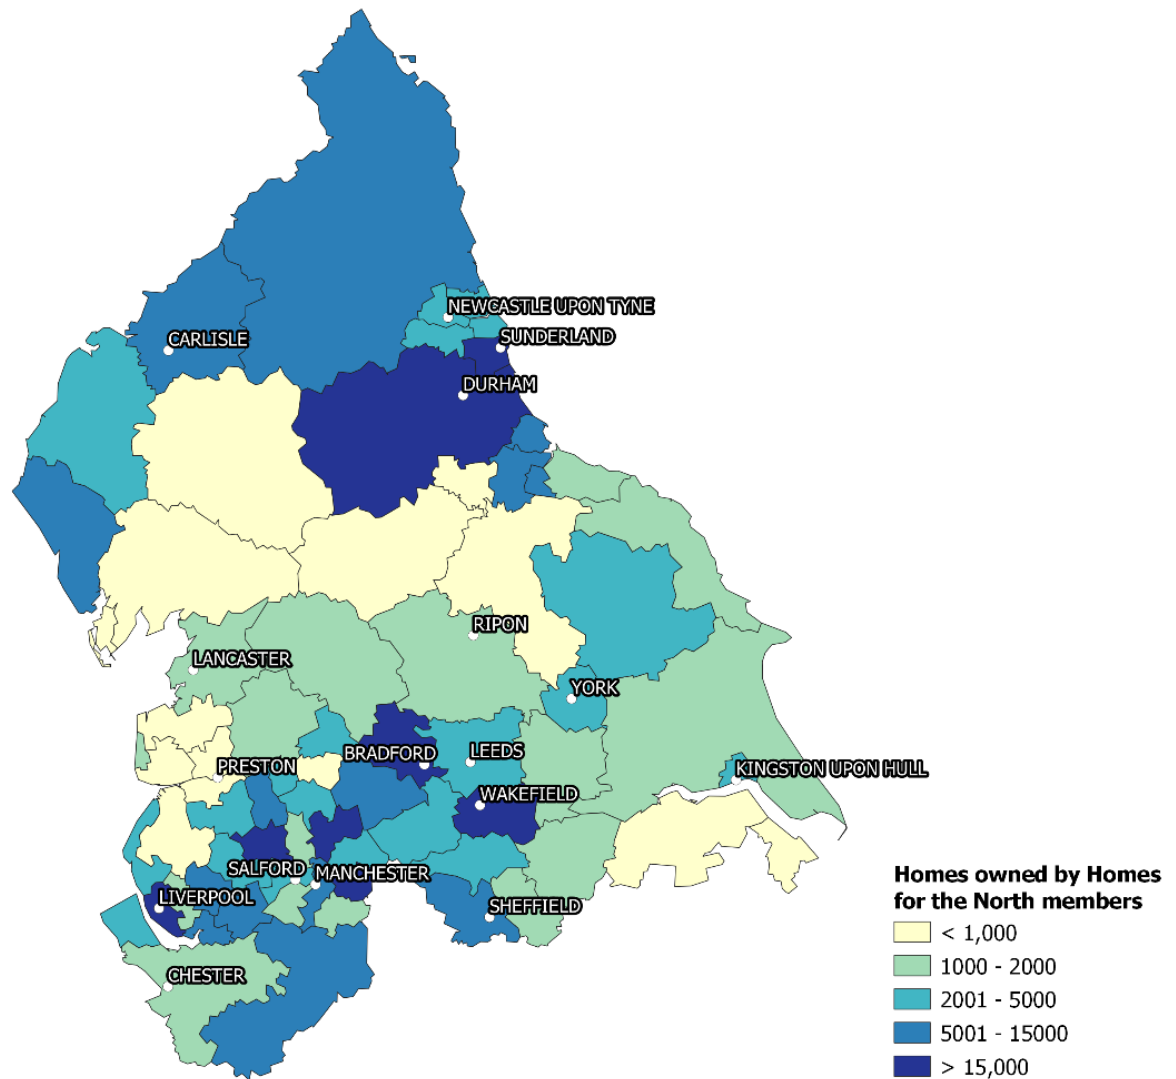 NEWCASTLE UPON TYNE
CARLISLE
SUNDERLAND
DURHAM
RIPON
LANCASTER
YORK
BRADFORD
LEEDS
PRESTON
KINGSTON UPON HULL
WAKEFIELD
SALFORD
MANCHESTER
LIVERPOOL
SHEFFIELD
CHESTER
Homes owned by Homes
for the North members
< 1,000
1000 - 2000
2001 - 5000
5001 - 15000
> 15,000